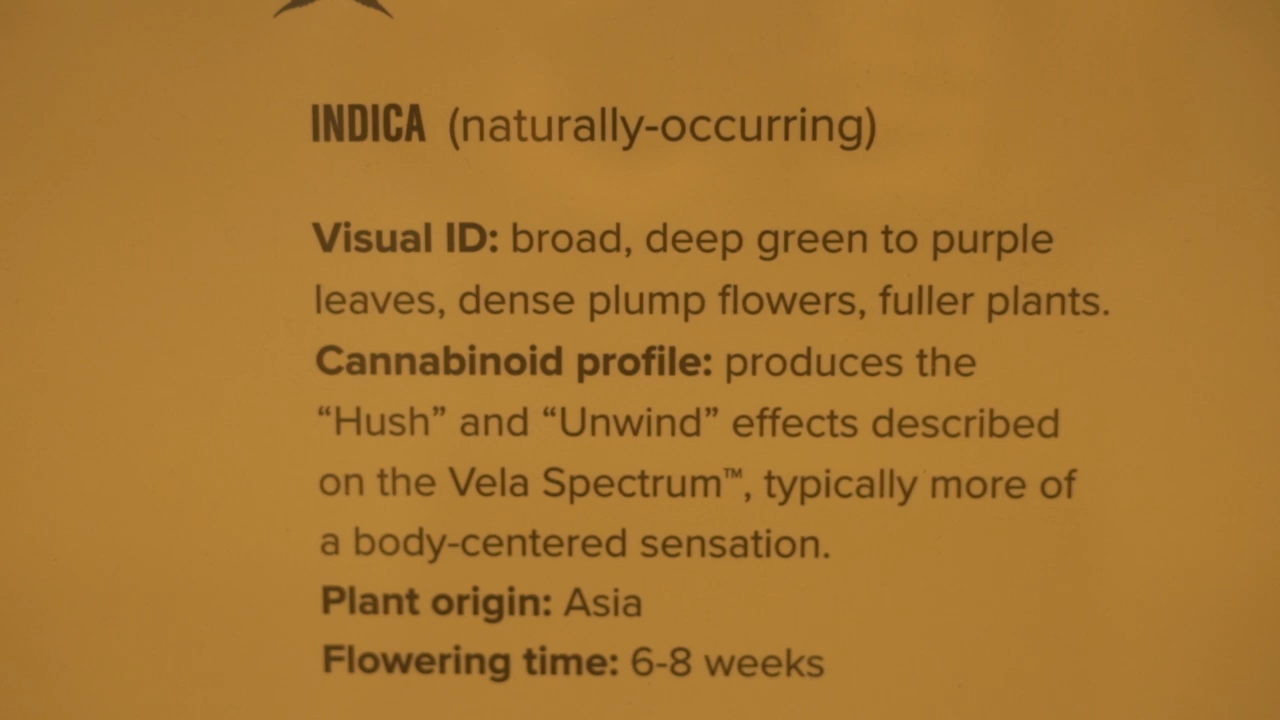 INDICA (naturally-occurring)
Visual ID: broad, deep green to purple
leaves, dense plump flowers, fuller plants.
Cannabinoid profile: produces the
“Hush” and “Unwind” effects described
on the Vela Spectrum™, typically more of
a body-centered sensation.
Plant origin: Asia
Flowering time: 6-8 weeks